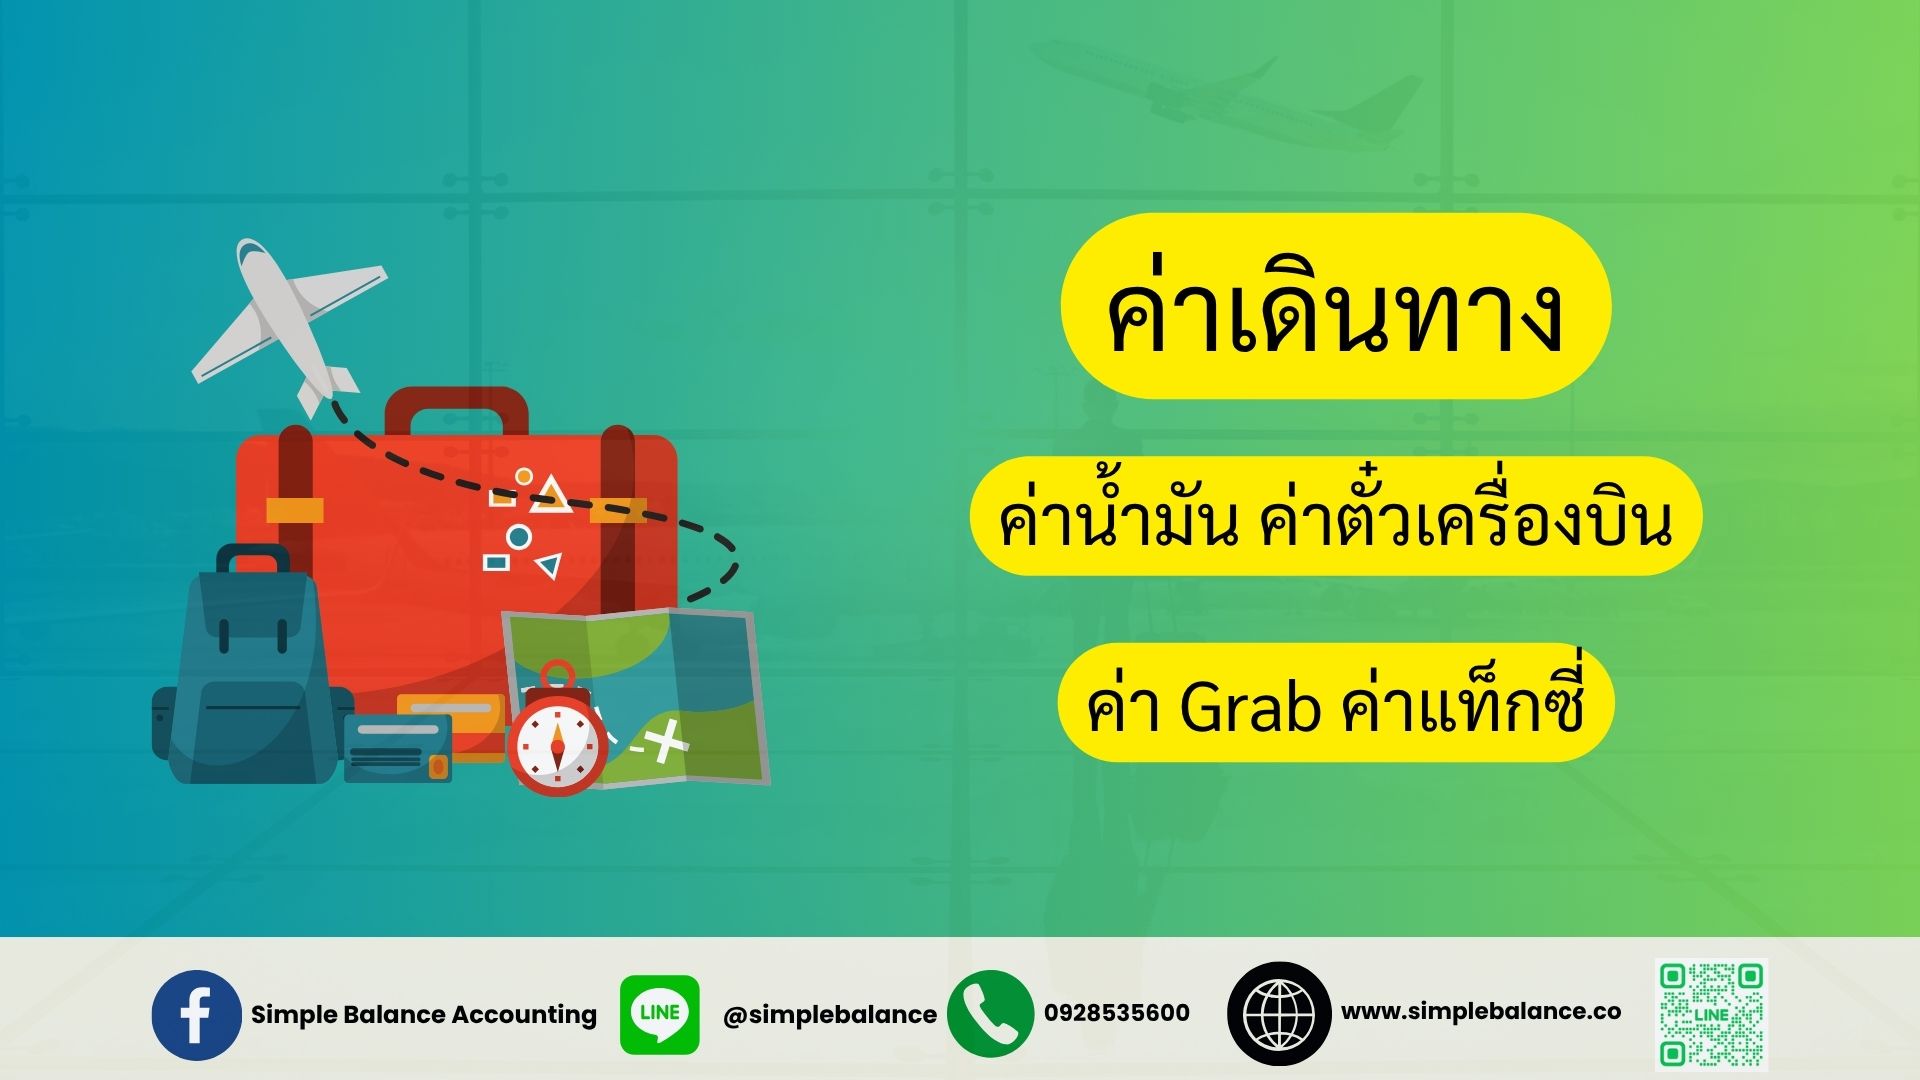 ค่าเดินทาง
ค่าน้ำมัน ค่าตั๋วเครื่องบิน
ค่า Grab ค่าแท็กซี่
Simple Balance Accounting
LINE
@simplebalance
0928535600
www.simplebalance.co
LINE